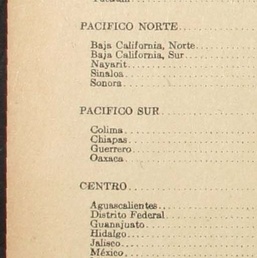 PACIFICO NORTE
Baja California, Norte
Baja California, Sur
Nayarit
Sinaloa
Sonora
PACIFICO SUR
Colima
Chiapas
Guerrero
Oaxaca
CENTRO
Aguascalientes
Distrito Federal
Guanajuato
Hidalgo
Jalisco
México